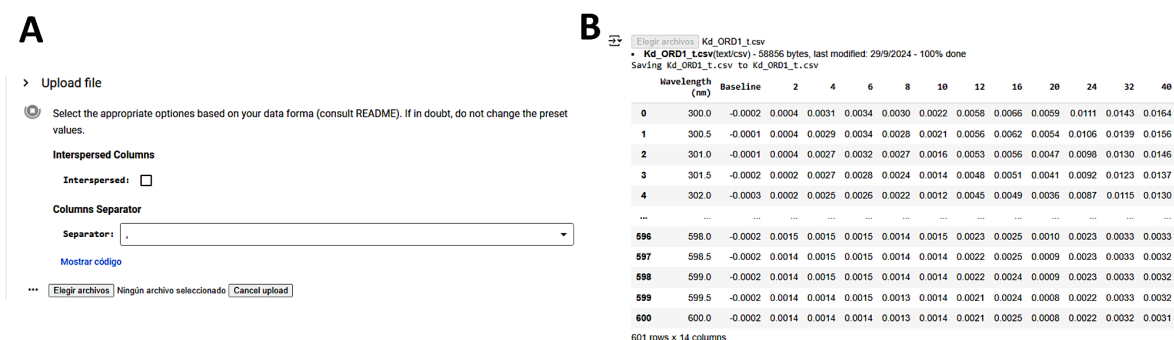 A
Upload file
Select the appropriate optiones based on your data forma (consult README). If in doubt, do not change the preset
values.
Interspersed Columns
Interspersed:
Columns Separator
Separator: ,
Mostrar código
... Elegir archivos Ningún archivo seleccionado Cancel upload
B
Elegir archivos Kd_ORD1_t.csv
• Kd_ORD1_t.csv(text/csv) - 58856 bytes, last modified: 29/9/2024 - 100% done
Saving Kd_ORD1_t.csv to Kd_ORD1_t.csv
Wavelength
(nm) Baseline 2 4 6 8 10 12 16 20 24 32 40
0 300.0 -0.0002 0.0004 0.0031 0.0034 0.0030 0.0022 0.0058 0.0066 0.0059 0.0111 0.0143 0.0164
1 300.5 -0.0001 0.0004 0.0029 0.0034 0.0028 0.0021 0.0056 0.0062 0.0054 0.0106 0.0139 0.0156
2 301.0 -0.0001 0.0004 0.0027 0.0032 0.0027 0.0016 0.0053 0.0056 0.0047 0.0098 0.0130 0.0146
3 301.5 -0.0002 0.0002 0.0027 0.0028 0.0024 0.0014 0.0048 0.0051 0.0041 0.0092 0.0123 0.0137
4 302.0 -0.0003 0.0002 0.0025 0.0026 0.0022 0.0012 0.0045 0.0049 0.0036 0.0087 0.0115 0.0130
... ... ... ... ... ... ... ... ... ... ... ... ... ...
596 598.0 -0.0002 0.0015 0.0015 0.0015 0.0014 0.0015 0.0023 0.0025 0.0010 0.0023 0.0033 0.0033
597 598.5 -0.0002 0.0014 0.0015 0.0015 0.0014 0.0014 0.0022 0.0025 0.0009 0.0023 0.0033 0.0032
598 599.0 -0.0002 0.0014 0.0015 0.0015 0.0014 0.0014 0.0022 0.0024 0.0009 0.0023 0.0033 0.0032
599 599.5 -0.0002 0.0014 0.0014 0.0015 0.0013 0.0014 0.0021 0.0024 0.0008 0.0022 0.0033 0.0032
600 600.0 -0.0002 0.0014 0.0014 0.0014 0.0013 0.0014 0.0021 0.0025 0.0008 0.0022 0.0032 0.0031
601 rows × 14 columns